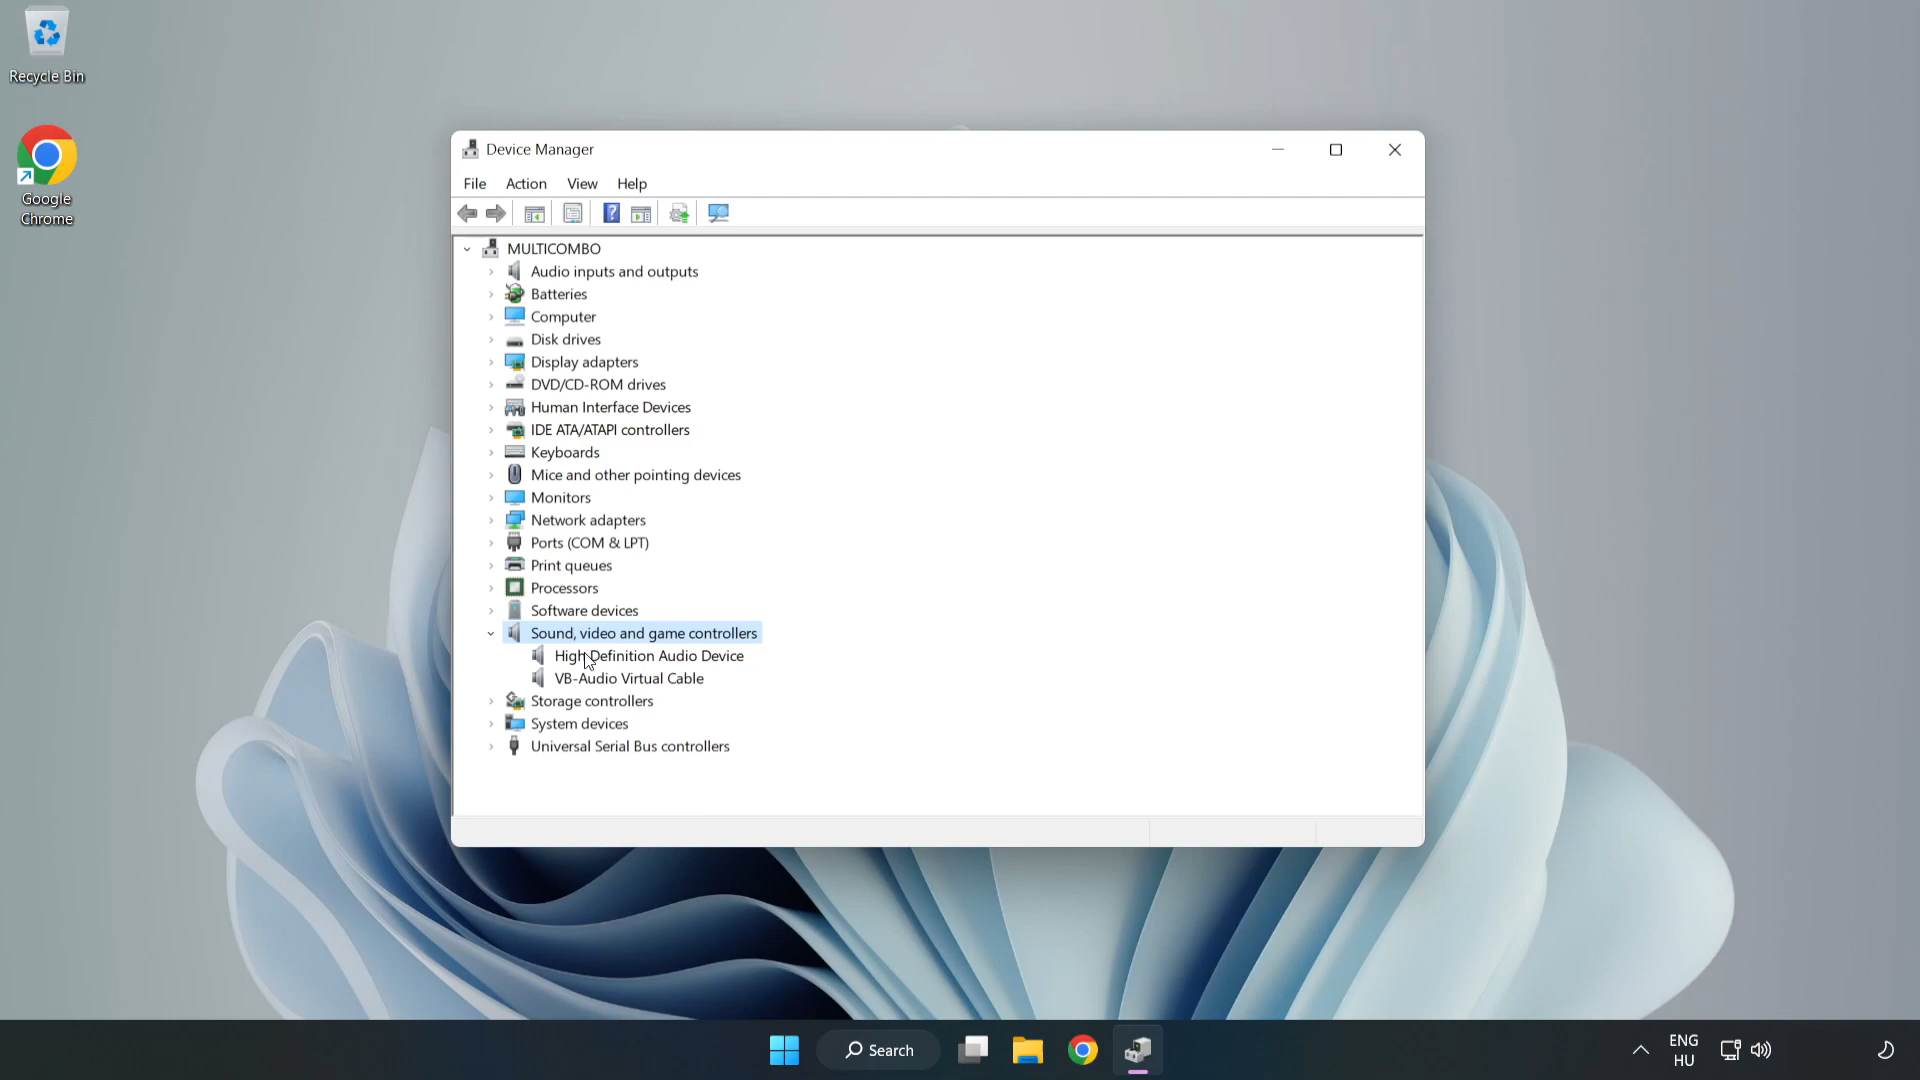 Recycle Bin
Google
Chrome
Device Manager
File Action View Help
MULTICOMBO
Audio inputs and outputs
Batteries
Computer
Disk drives
Display adapters
DVD/CD-ROM drives
Human Interface Devices
IDE ATA/ATAPI controllers
Keyboards
Mice and other pointing devices
Monitors
Network adapters
Ports (COM & LPT)
Print queues
Processors
Software devices
Sound, video and game controllers
High Definition Audio Device
VB-Audio Virtual Cable
Storage controllers
System devices
Universal Serial Bus controllers
Search
ENG
HU